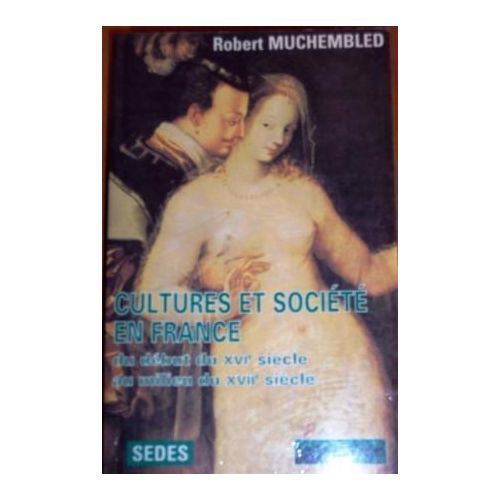 Robert MUCHEMBLED
CULTURES ET SOCIÉTÉ
EN FRANCE
du début du XVIᵉ siècle
au milieu du XVIIᵉ siècle
SEDES